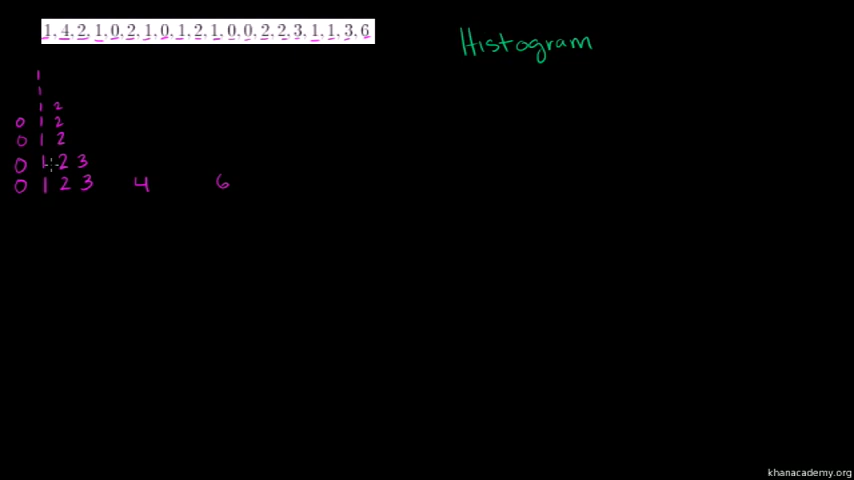 1, 4, 2, 1, 0, 2, 1, 0, 1, 2, 1, 0, 0, 2, 2, 3, 1, 1, 3, 6
Histogram
1
1
1 2
0 1 2
0 1 2
0 1 2 3
0 1 2 3 4 6
khanacademy.org